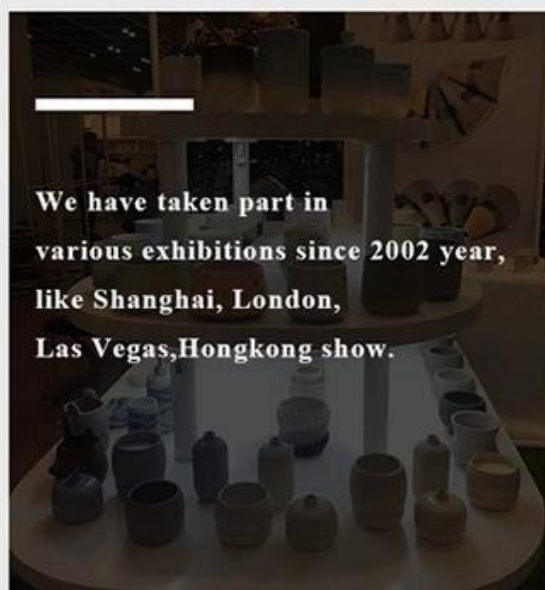 We have taken part in
various exhibitions since 2002 year,
like Shanghai, London,
Las Vegas,Hongkong show.